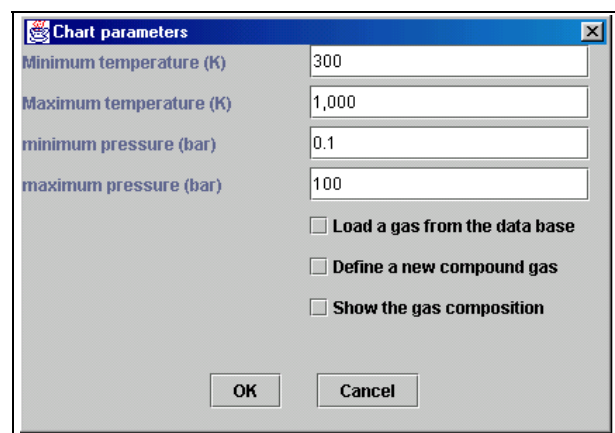 Chart parameters
Minimum temperature (K) 300
Maximum temperature (K) 1,000
minimum pressure (bar) 0.1
maximum pressure (bar) 100
Load a gas from the data base
Define a new compound gas
Show the gas composition
OK Cancel